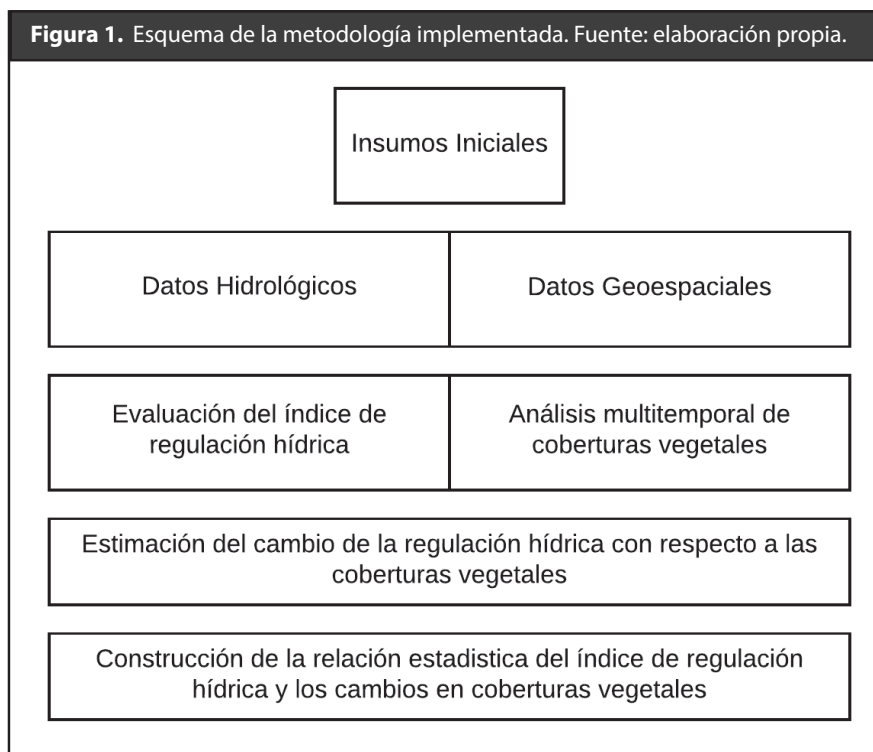 Figura 1. Esquema de la metodología implementada. Fuente: elaboración propia.
Insumos Iniciales
Datos Hidrológicos
Datos Geoespaciales
Evaluación del índice de
regulación hídrica
Análisis multitemporal de
coberturas vegetales
Estimación del cambio de la regulación hídrica con respecto a las
coberturas vegetales
Construcción de la relación estadistica del índice de regulación
hídrica y los cambios en coberturas vegetales